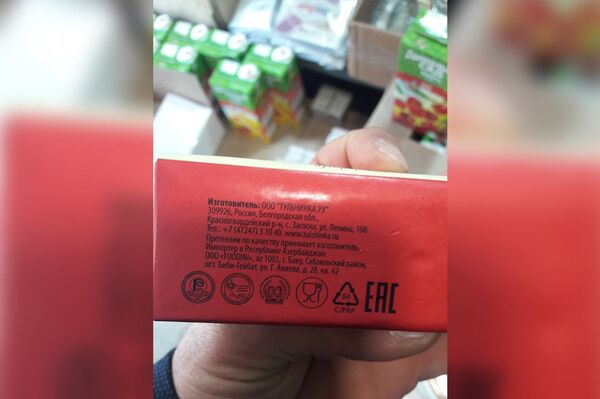 Изготовитель: ООО "ТУЛЬЧИНКА.РУ"
309926, Россия, Белгородская обл.,
Красногвардейский р-н, с. Засосна, ул. Ленина, 108
Тел.: +7 (47247) 3 10 40. www.tulchinka.ru
Претензии по качеству принимает изготовитель.
Импортер в Республике Азербайджан:
ООО «FOODINI», az 1003, г. Баку, Сабаильский район,
пгт. Биби-Гейбат, ул. Г. Алиева, д. 28, кв. 42
84
C/PAP
EAC